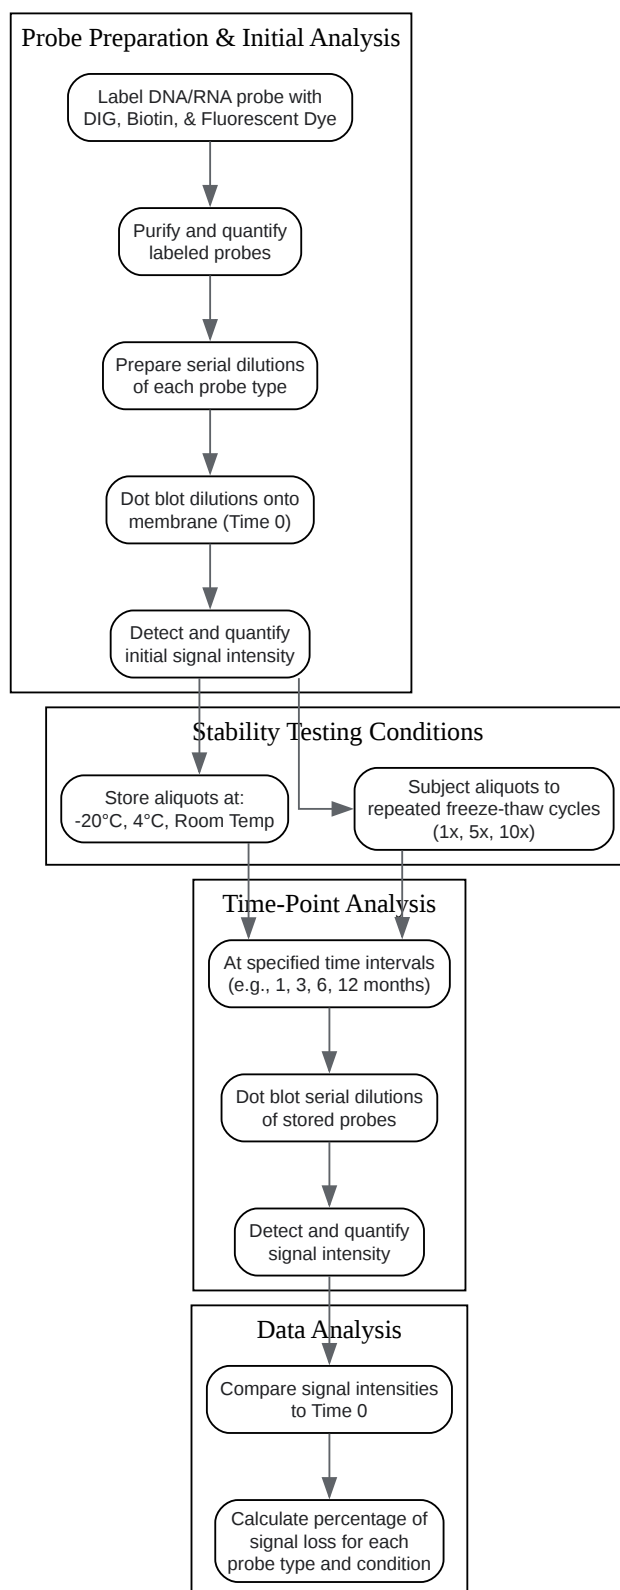 Probe Preparation & Initial Analysis
Label DNA/RNA probe with
DIG, Biotin, & Fluorescent Dye
Purify and quantify
labeled probes
Prepare serial dilutions
of each probe type
Dot blot dilutions onto
membrane (Time 0)
Detect and quantify
initial signal intensity
Stability Testing Conditions
Store aliquots at:
-20°C, 4°C, Room Temp
Subject aliquots to
repeated freeze-thaw cycles
(1x, 5x, 10x)
Time-Point Analysis
At specified time intervals
(e.g., 1, 3, 6, 12 months)
Dot blot serial dilutions
of stored probes
Detect and quantify
signal intensity
Data Analysis
Compare signal intensities
to Time 0
Calculate percentage of
signal loss for each
probe type and condition